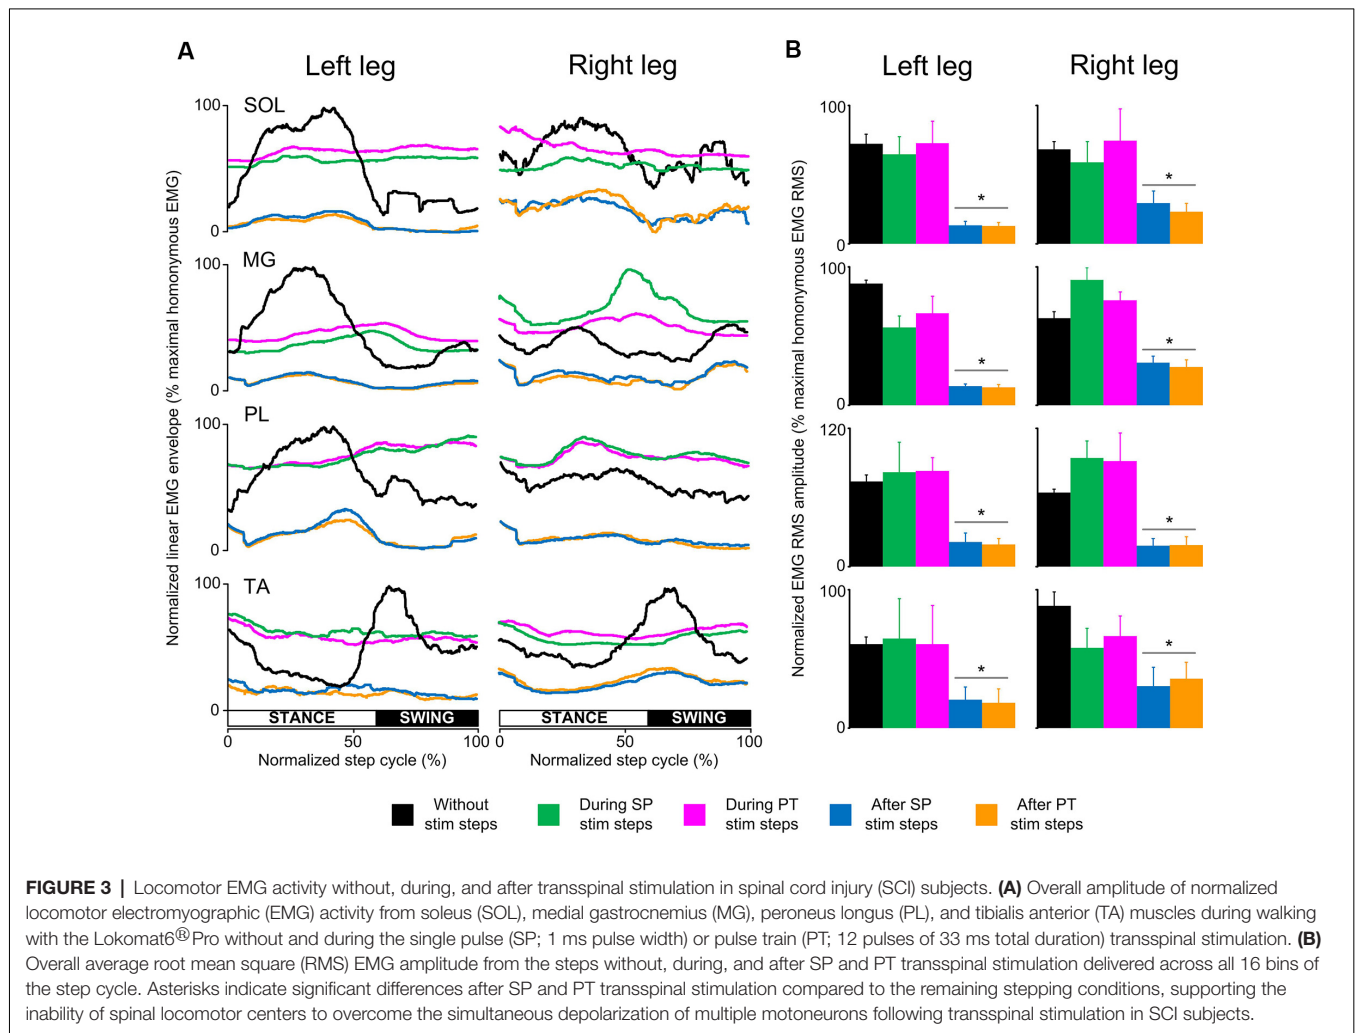 A
B
Left leg
Right leg
Left leg
Right leg
Normalized linear EMG envelope (% maximal homonymous EMG)
100
SOL
0
100
MG
0
100
PL
0
100
TA
0
STANCE
SWING
STANCE
SWING
0
50
100
0
50
100
Normalized step cycle (%)
Normalized step cycle (%)
Normalized EMG RMS amplitude (% maximal homonymous EMG RMS)
100
*
*
0
100
*
*
0
120
*
*
0
100
*
*
0
Without
stim steps
During SP
stim steps
During PT
stim steps
After SP
stim steps
After PT
stim steps
FIGURE 3 | Locomotor EMG activity without, during, and after transspinal stimulation in spinal cord injury (SCI) subjects. (A) Overall amplitude of normalized
locomotor electromyographic (EMG) activity from soleus (SOL), medial gastrocnemius (MG), peroneus longus (PL), and tibialis anterior (TA) muscles during walking
with the Lokomat6®Pro without and during the single pulse (SP; 1 ms pulse width) or pulse train (PT; 12 pulses of 33 ms total duration) transspinal stimulation. (B)
Overall average root mean square (RMS) EMG amplitude from the steps without, during, and after SP and PT transspinal stimulation delivered across all 16 bins of
the step cycle. Asterisks indicate significant differences after SP and PT transspinal stimulation compared to the remaining stepping conditions, supporting the
inability of spinal locomotor centers to overcome the simultaneous depolarization of multiple motoneurons following transspinal stimulation in SCI subjects.